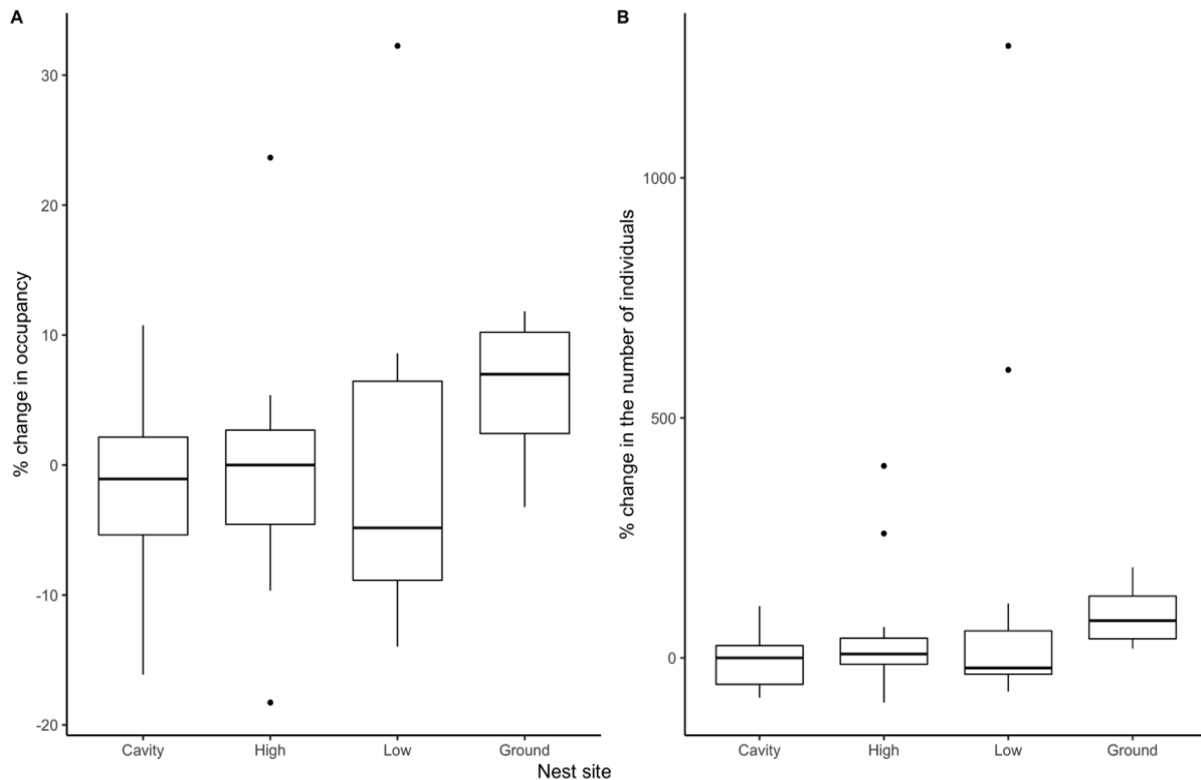 A
% change in occupancy
30
20
10
0
-10
-20
Cavity High Low Ground
B
% change in the number of individuals
1000
500
0
Cavity High Low Ground
Nest site